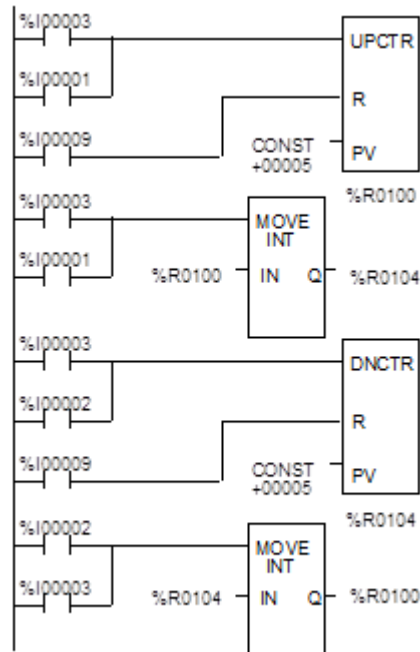 %I00003
UPCTR
%I00001
R
%I00009
CONST
+00005
PV
%R0100
%I00003
MOVE
INT
%I00001
%R0100
IN Q
%R0104
%I00003
DNCTR
%I00002
R
%I00009
CONST
+00005
PV
%R0104
%I00002
MOVE
INT
%I00003
%R0104
IN Q
%R0100